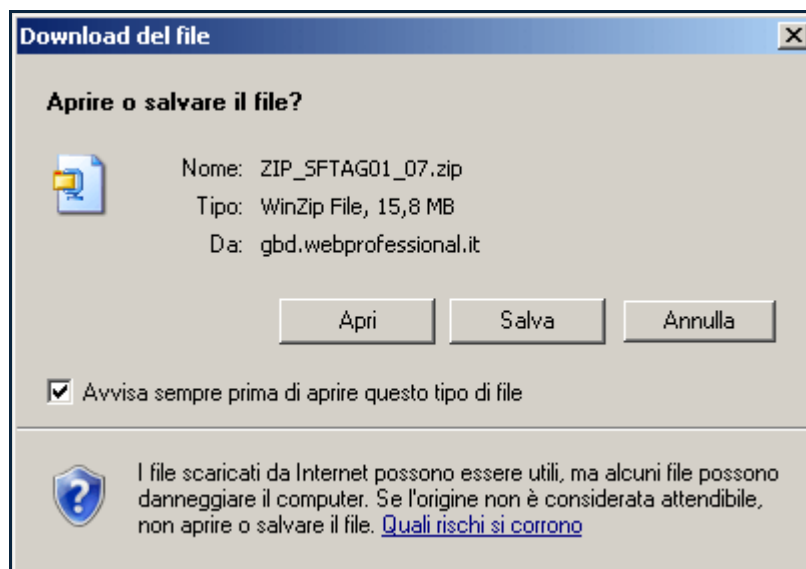 Download del file
Aprire o salvare il file?
Nome: ZIP_SFTAG01_07.zip
Tipo: WinZip File, 15,8 MB
Da: gbd.webprofessional.it
Apri Salva Annulla
Avvisa sempre prima di aprire questo tipo di file
I file scaricati da Internet possono essere utili, ma alcuni file possono
danneggiare il computer. Se l'origine non è considerata attendibile,
non aprire o salvare il file. Quali rischi si corrono